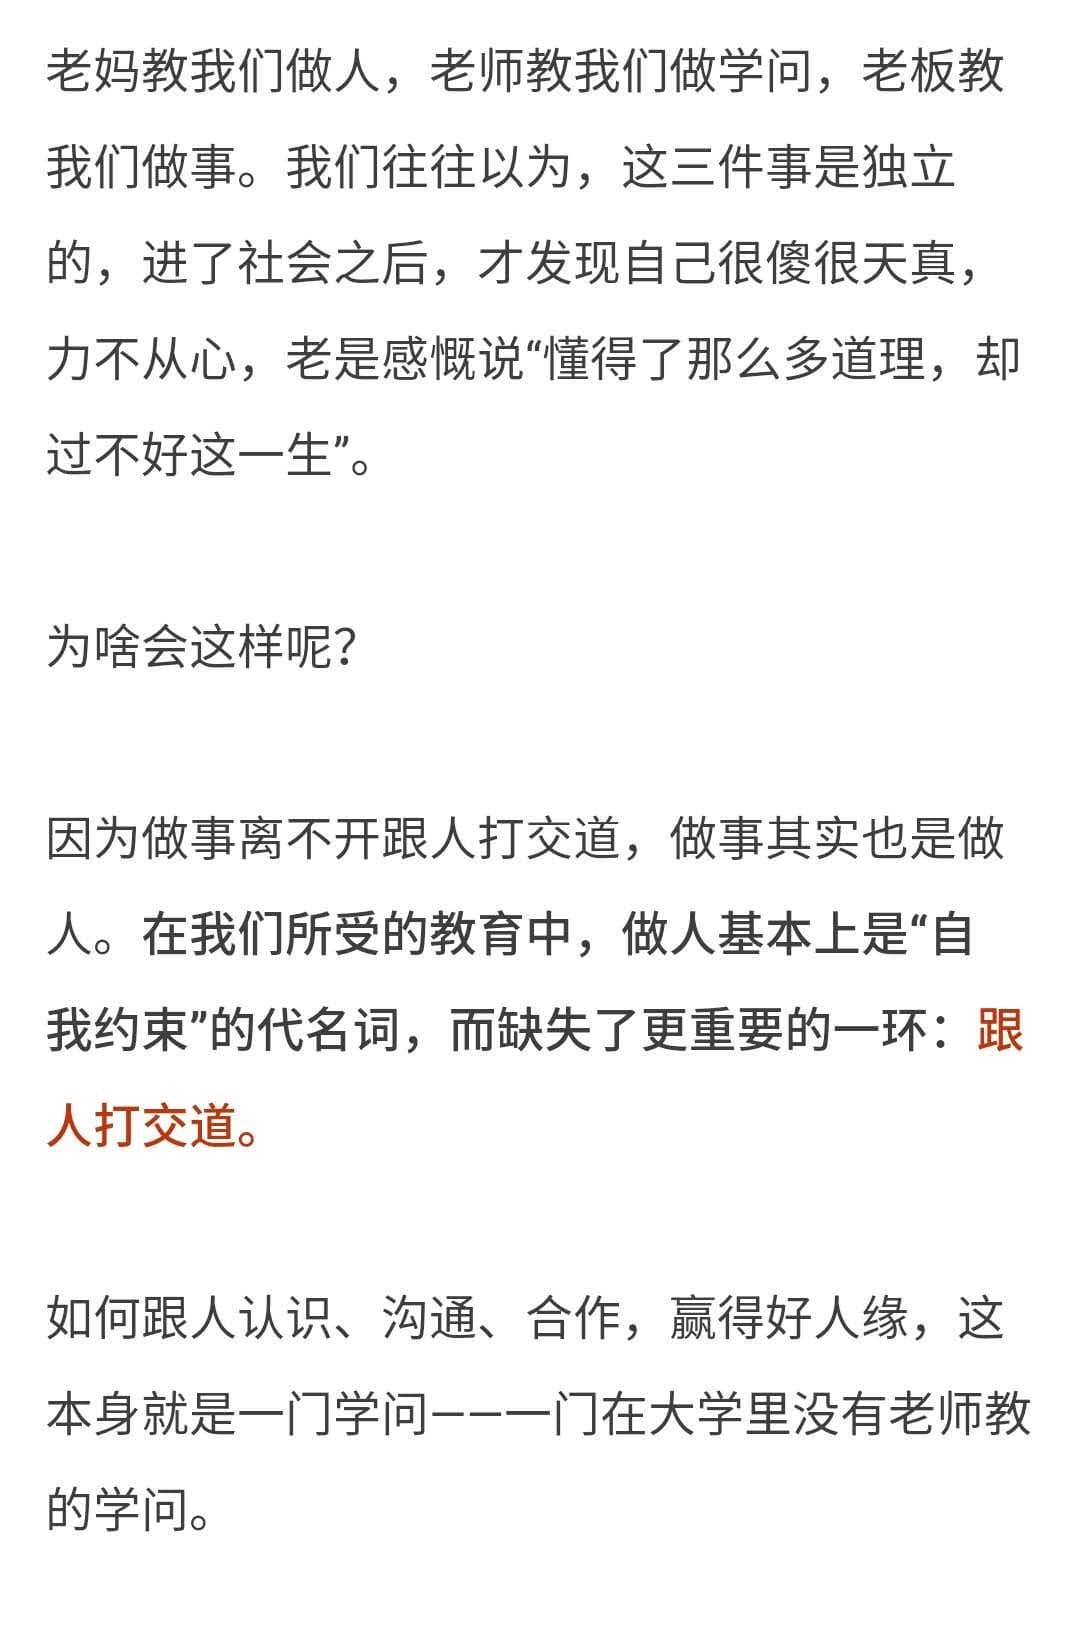 老妈教我们做人，老师教我们做学问，老板教
我们做事。我们往往以为，这三件事是独立
的，进了社会之后，才发现自己很傻很天真，
力不从心，老是感慨说“懂得了那么多道理，却
过不好这一生”。
为啥会这样呢？
因为做事离不开跟人打交道，做事其实也是做
人。在我们所受的教育中，做人基本上是“自
我约束”的代名词，而缺失了更重要的一环：跟
人打交道。
如何跟人认识、沟通、合作，赢得好人缘，这
本身就是一门学问——一门在大学里没有老师教
的学问。